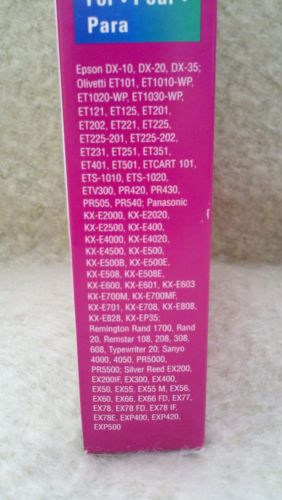 For • Pour •
Para
Epson DX-10, DX-20, DX-35;
Olivetti ET101, ET1010-WP,
ET1020-WP, ET1030-WP,
ET121, ET125, ET201,
ET202, ET221, ET225,
ET225-201, ET225-202,
ET231, ET251, ET351,
ET401, ET501, ETCART 101,
ETS-1010, ETS-1020,
ETV300, PR420, PR430,
PR505, PR540; Panasonic
KX-E2000, KX-E2020,
KX-E2500, KX-E400,
KX-E4000, KX-E4020,
KX-E4500, KX-E500,
KX-E500B, KX-E500E,
KX-E508, KX-E508E,
KX-E600, KX-E601, KX-E603
KX-E700M, KX-E700MF,
KX-E701, KX-E708, KX-E808,
KX-E828, KX-EP35;
Remington Rand 1700, Rand
20, Remstar 108, 208, 308,
608, Typewriter 20; Sanyo
4000, 4050, PR5000,
PR5500; Silver Reed EX200,
EX200IF, EX300, EX400,
EX50, EX55, EX55 M, EX56,
EX60, EX66, EX66 FD, EX77,
EX78, EX78 FD, EX78 IF,
EX78E, EXP400, EXP420,
EXP500